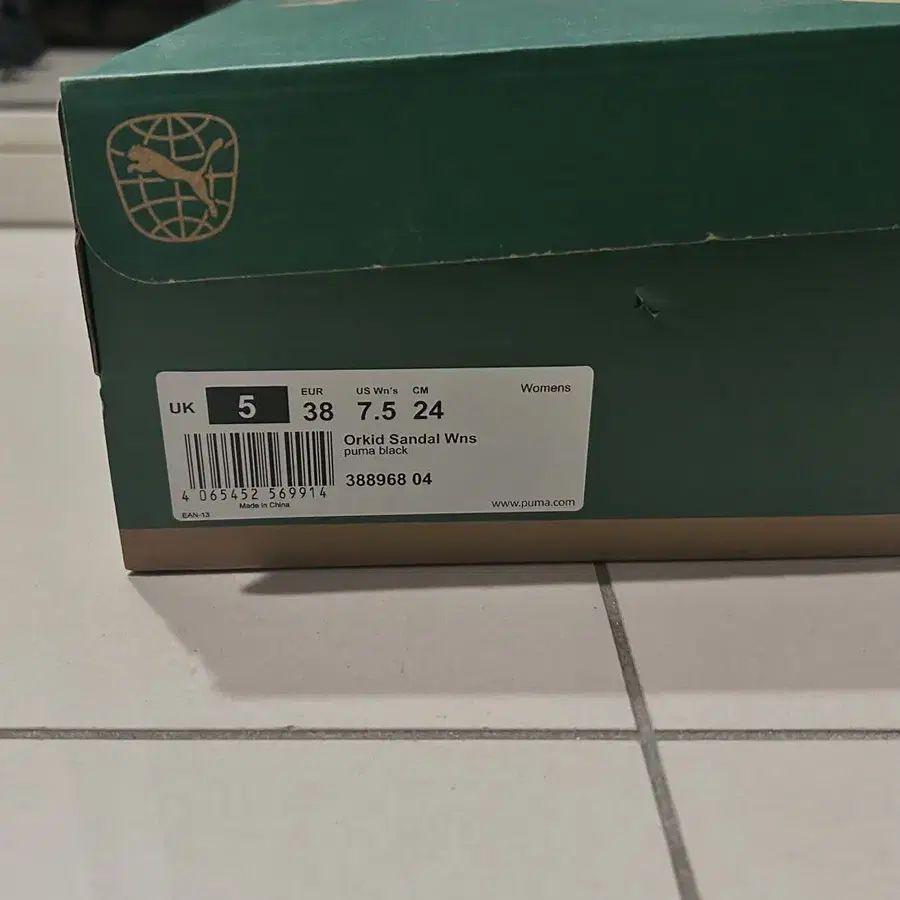 Womens
UK 5 EUR 38 US Wn's 7.5 CM 24
Orkid Sandal Wns
puma black
388968 04
4 065452 569914
Made in China
EAN-13
www.puma.com